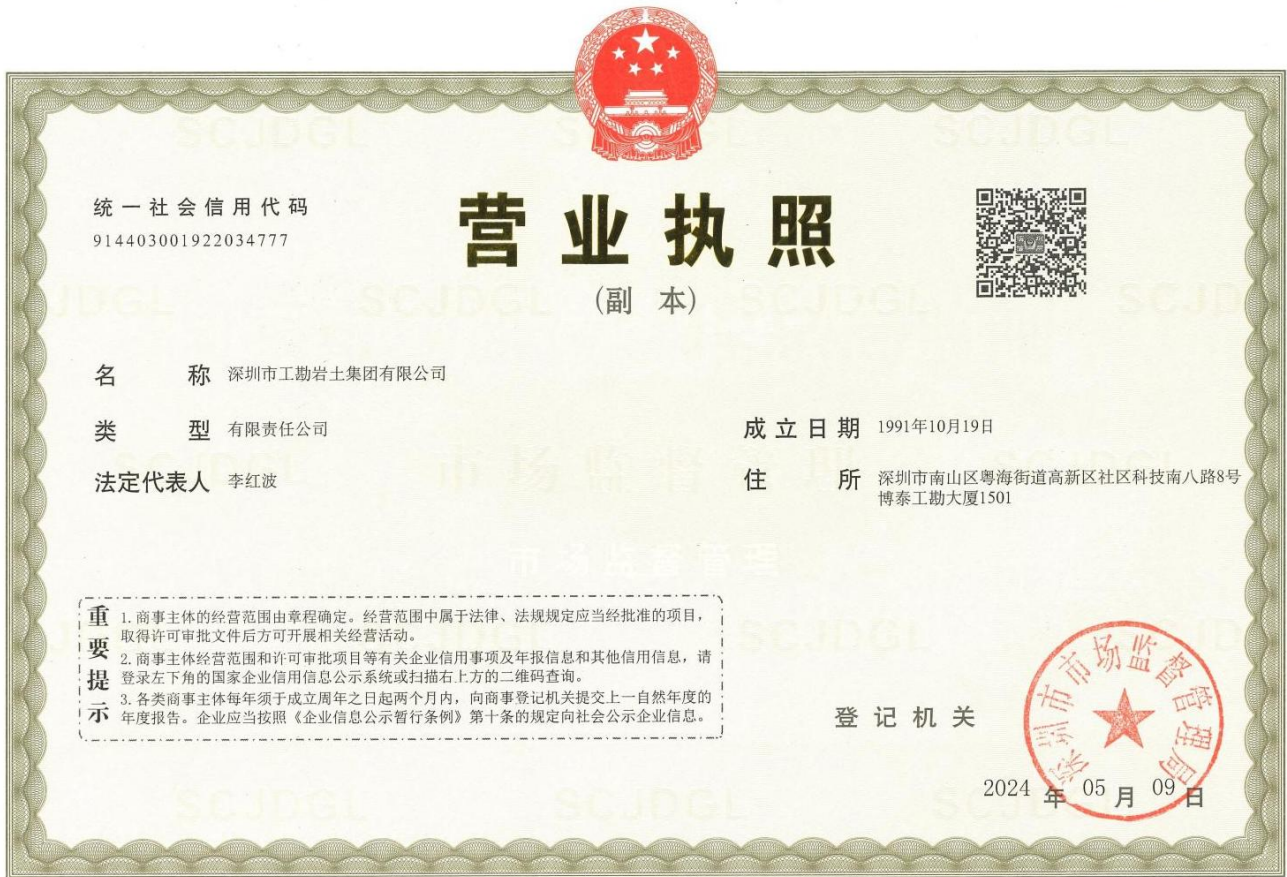 统一社会信用代码
914403001922034777
营业执照
(副 本)
名 称 深圳市工勘岩土集团有限公司
类 型 有限责任公司
法定代表人 李红波
成立日期 1991年10月19日
住 所 深圳市南山区粤海街道高新区社区科技南八路8号
博泰工勘大厦1501
重要提示
1. 商事主体的经营范围由章程确定。经营范围中属于法律、法规规定应当经批准的项目，
取得许可审批文件后方可开展相关经营活动。
2. 商事主体经营范围和许可审批项目等有关企业信用事项及年报信息和其他信用信息，请
登录左下角的国家企业信用信息公示系统或扫描右上方的二维码查询。
3. 各类商事主体每年须于成立周年之日起两个月内，向商事登记机关提交上一自然年度的
年度报告。企业应当按照《企业信息公示暂行条例》第十条的规定向社会公示企业信息。
登记机关
深圳市市场监督管理局
2024 年 05 月 09 日
SCJDGL
市场监督管理